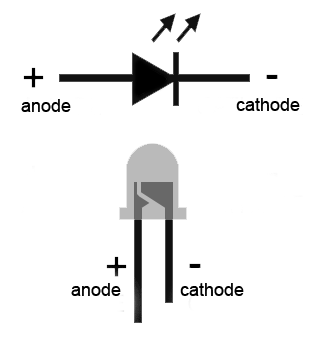 + -
anode cathode
+ -
anode cathode